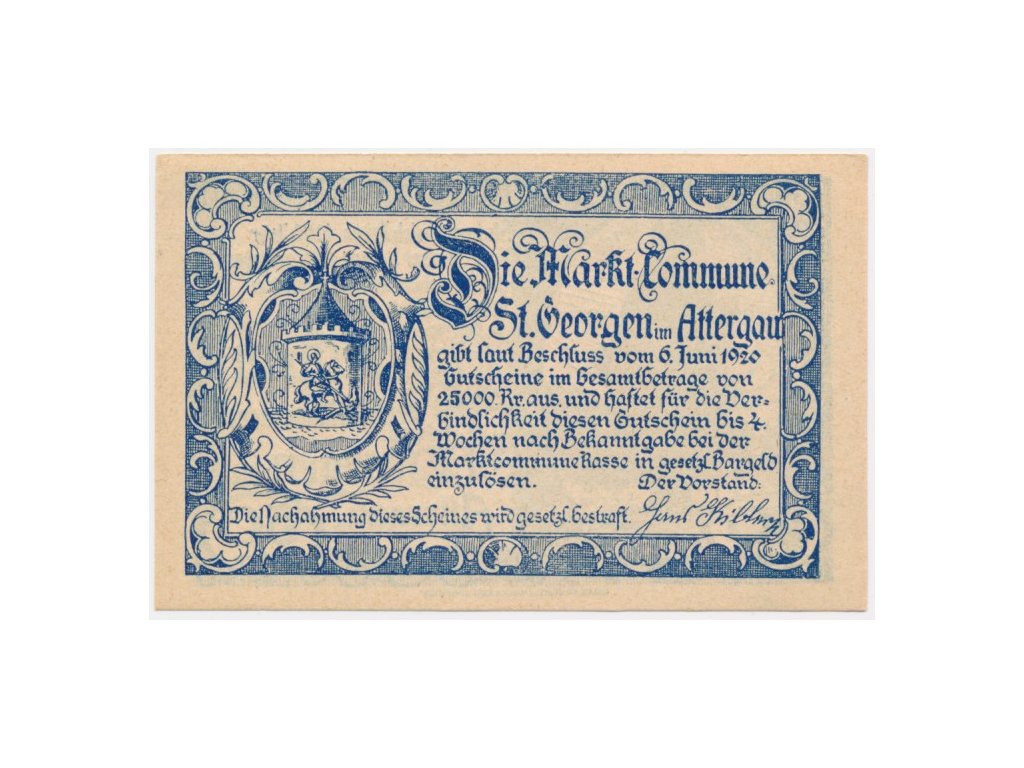 Die Markt-Commune
St. Georgen im Attergau
gibt laut Beschluss vom 6. Juni 1920
Gutscheine im Gesamtbetrage von
25000. Kr. aus, und haftet für die Ver-
bindlichkeit diesen Gutschein bis 4.
Wochen nach Bekanntgabe bei der
Marktcommunekasse in gesetzl. Bargeld
einzulösen. Der Vorstand:
Die Nachahmung dieses Scheines wird gesetzl. bestraft. Hans